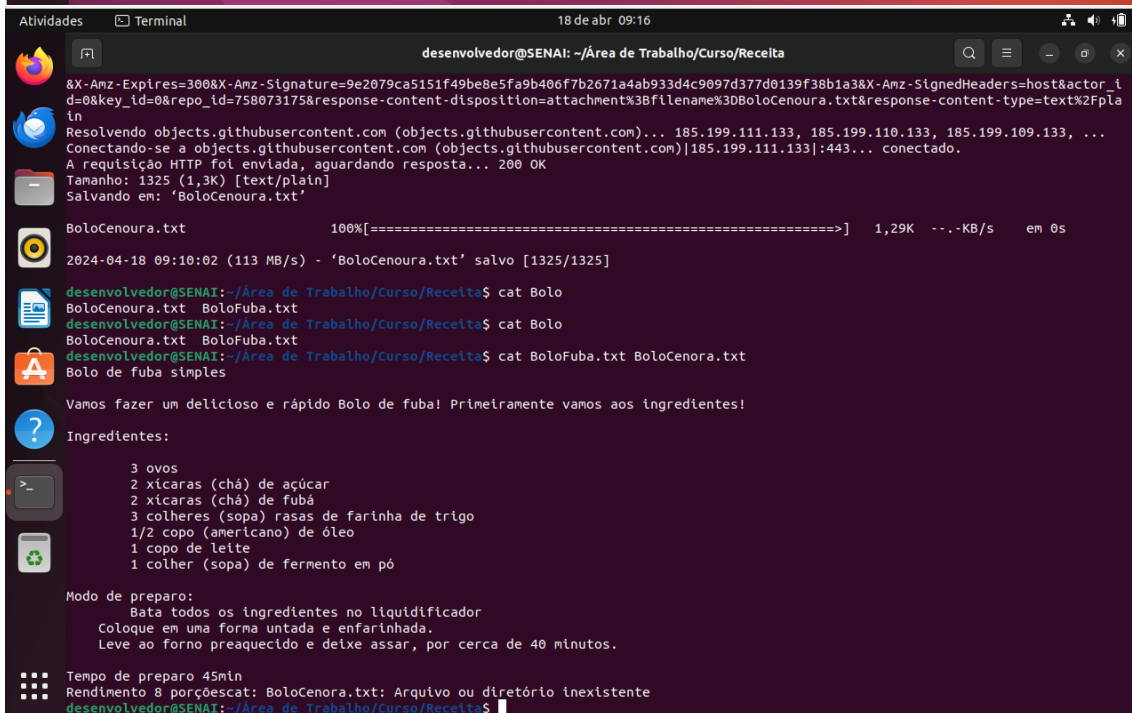 Atividades Terminal 18 de abr 09:16
desenvolvedor@SENAI: ~/Área de Trabalho/Curso/Receita
&X-Amz-Expires=300&X-Amz-Signature=9e2079ca5151f49be8e5fa9b406f7b2671a4ab933d4c9097d377d0139f38b1a3&X-Amz-SignedHeaders=host&actor_i
d=0&key_id=0&repo_id=758073175&response-content-disposition=attachment%3Bfilename%3DBoloCenoura.txt&response-content-type=text%2Fpla
in
Resolvendo objects.githubusercontent.com (objects.githubusercontent.com)... 185.199.111.133, 185.199.110.133, 185.199.109.133, ...
Conectando-se a objects.githubusercontent.com (objects.githubusercontent.com)|185.199.111.133|:443... conectado.
A requisição HTTP foi enviada, aguardando resposta... 200 OK
Tamanho: 1325 (1,3K) [text/plain]
Salvando em: ‘BoloCenoura.txt’
BoloCenoura.txt 100%[==========================================================>] 1,29K --.-KB/s em 0s
2024-04-18 09:10:02 (113 MB/s) - ‘BoloCenoura.txt’ salvo [1325/1325]
desenvolvedor@SENAI:~/Área de Trabalho/Curso/Receita$ cat Bolo
BoloCenoura.txt BoloFuba.txt
desenvolvedor@SENAI:~/Área de Trabalho/Curso/Receita$ cat Bolo
BoloCenoura.txt BoloFuba.txt
desenvolvedor@SENAI:~/Área de Trabalho/Curso/Receita$ cat BoloFuba.txt BoloCenora.txt
Bolo de fuba simples
Vamos fazer um delicioso e rápido Bolo de fuba! Primeiramente vamos aos ingredientes!
Ingredientes:
3 ovos
2 xícaras (chá) de açúcar
2 xícaras (chá) de fubá
3 colheres (sopa) rasas de farinha de trigo
1/2 copo (americano) de óleo
1 copo de leite
1 colher (sopa) de fermento em pó
Modo de preparo:
Bata todos os ingredientes no liquidificador
Coloque em uma forma untada e enfarinhada.
Leve ao forno preaquecido e deixe assar, por cerca de 40 minutos.
Tempo de preparo 45min
Rendimento 8 porçõescat: BoloCenora.txt: Arquivo ou diretório inexistente
desenvolvedor@SENAI:~/Área de Trabalho/Curso/Receita$